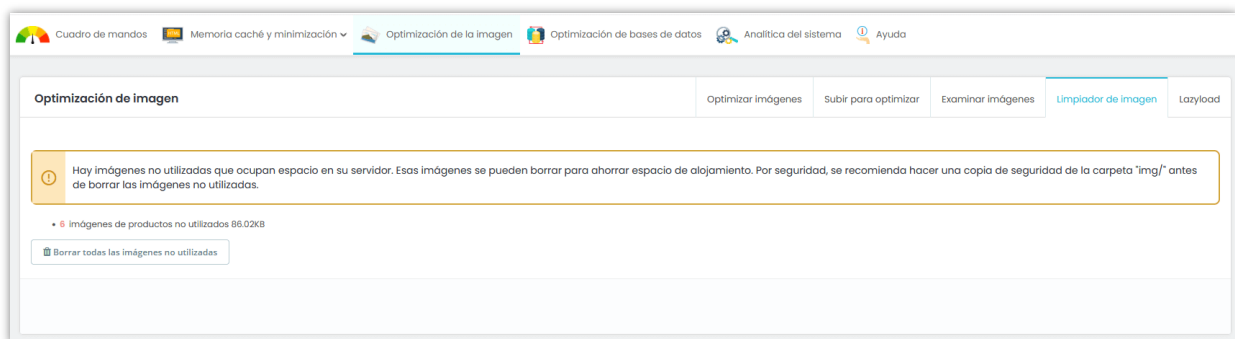 Cuadro de mandos Memoria caché y minimización Optimización de la imagen Optimización de bases de datos Analítica del sistema Ayuda
Optimización de imagen Optimizar imágenes Subir para optimizar Examinar imágenes Limpiador de imagen Lazyload
Hay imágenes no utilizadas que ocupan espacio en su servidor. Esas imágenes se pueden borrar para ahorrar espacio de alojamiento. Por seguridad, se recomienda hacer una copia de seguridad de la carpeta "img/" antes
de borrar las imágenes no utilizadas.
• 6 imágenes de productos no utilizados 86.02KB
Borrar todas las imágenes no utilizadas